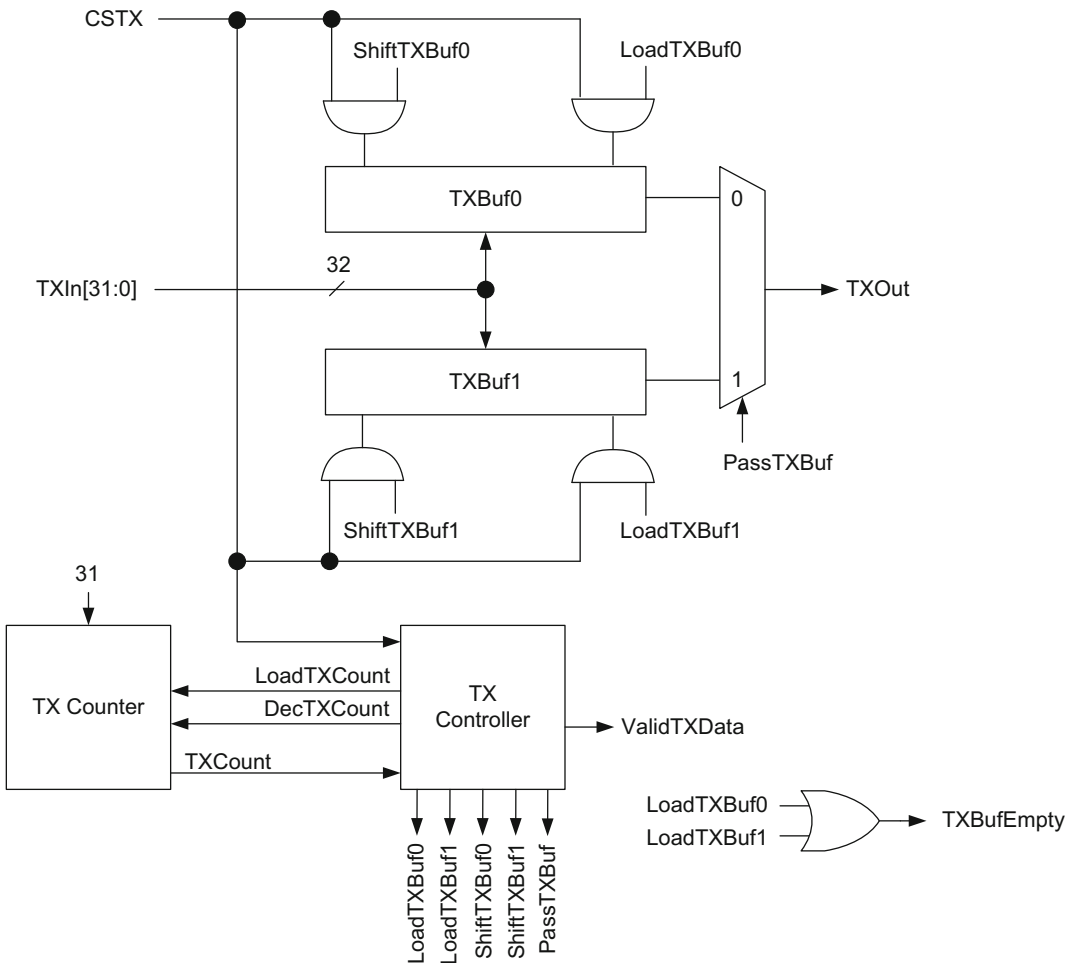 CSTX
ShiftTXBuf0
LoadTXBuf0
TXBuf0
0
32
TXIn[31:0]
TXOut
TXBuf1
1
PassTXBuf
ShiftTXBuf1
LoadTXBuf1
31
TX Counter
LoadTXCount
DecTXCount
TXCount
TX
Controller
ValidTXData
LoadTXBuf0
LoadTXBuf1
TXBufEmpty
LoadTXBuf0
LoadTXBuf1
ShiftTXBuf0
ShiftTXBuf1
PassTXBuf